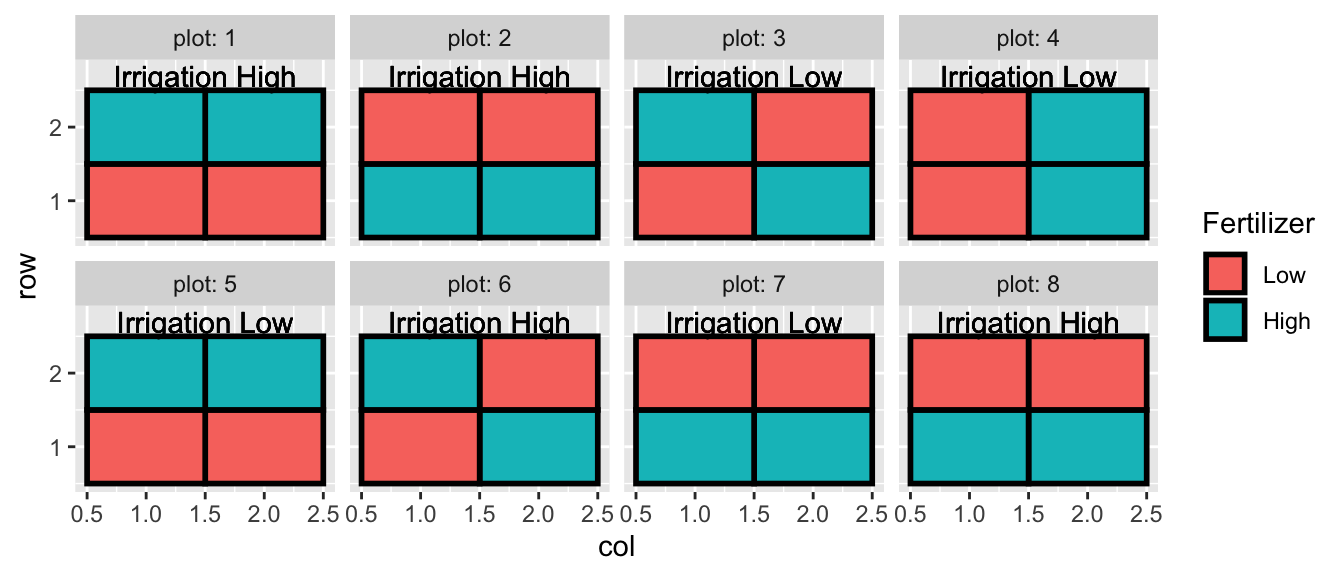 plot: 1 plot: 2 plot: 3 plot: 4
Irrigation High Irrigation High Irrigation Low Irrigation Low
2
1
row
plot: 5 plot: 6 plot: 7 plot: 8
Irrigation Low Irrigation High Irrigation Low Irrigation High
2
1
0.5 1.0 1.5 2.0 2.5 0.5 1.0 1.5 2.0 2.5 0.5 1.0 1.5 2.0 2.5 0.5 1.0 1.5 2.0 2.5
col
Fertilizer
Low
High